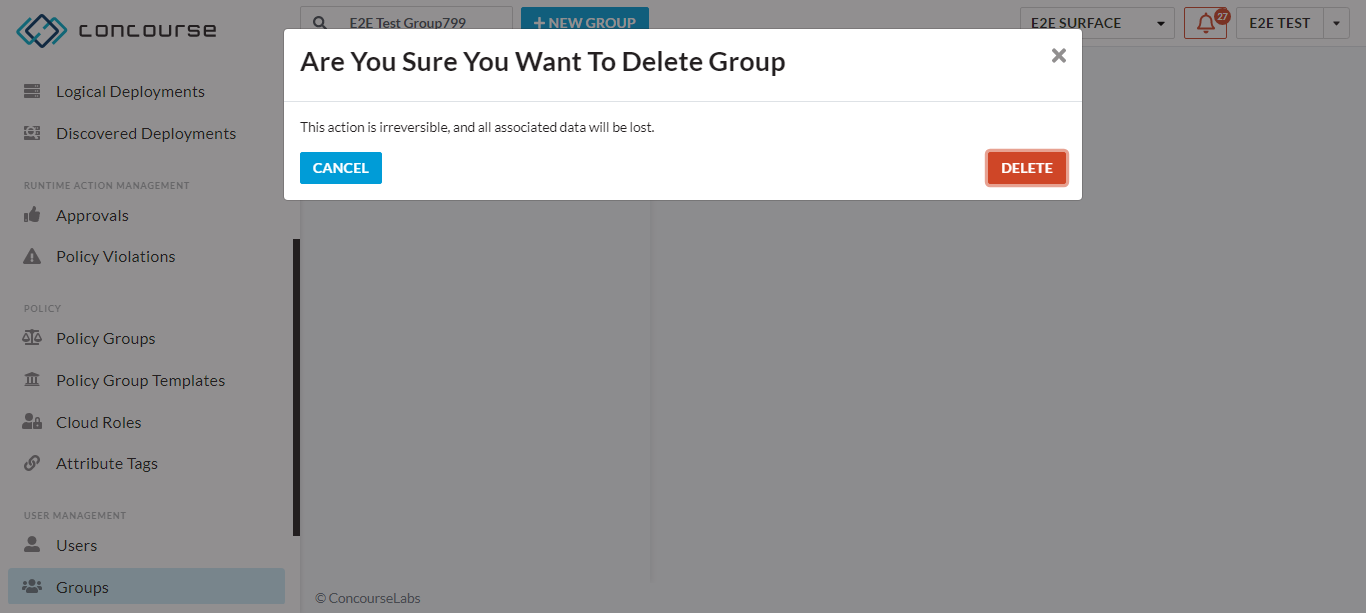 concourse
E2E Test Group799
+ NEW GROUP
E2E SURFACE
27
E2E TEST
Are You Sure You Want To Delete Group
This action is irreversible, and all associated data will be lost.
CANCEL
DELETE
Logical Deployments
Discovered Deployments
RUNTIME ACTION MANAGEMENT
Approvals
Policy Violations
POLICY
Policy Groups
Policy Group Templates
Cloud Roles
Attribute Tags
USER MANAGEMENT
Users
Groups
© ConcourseLabs